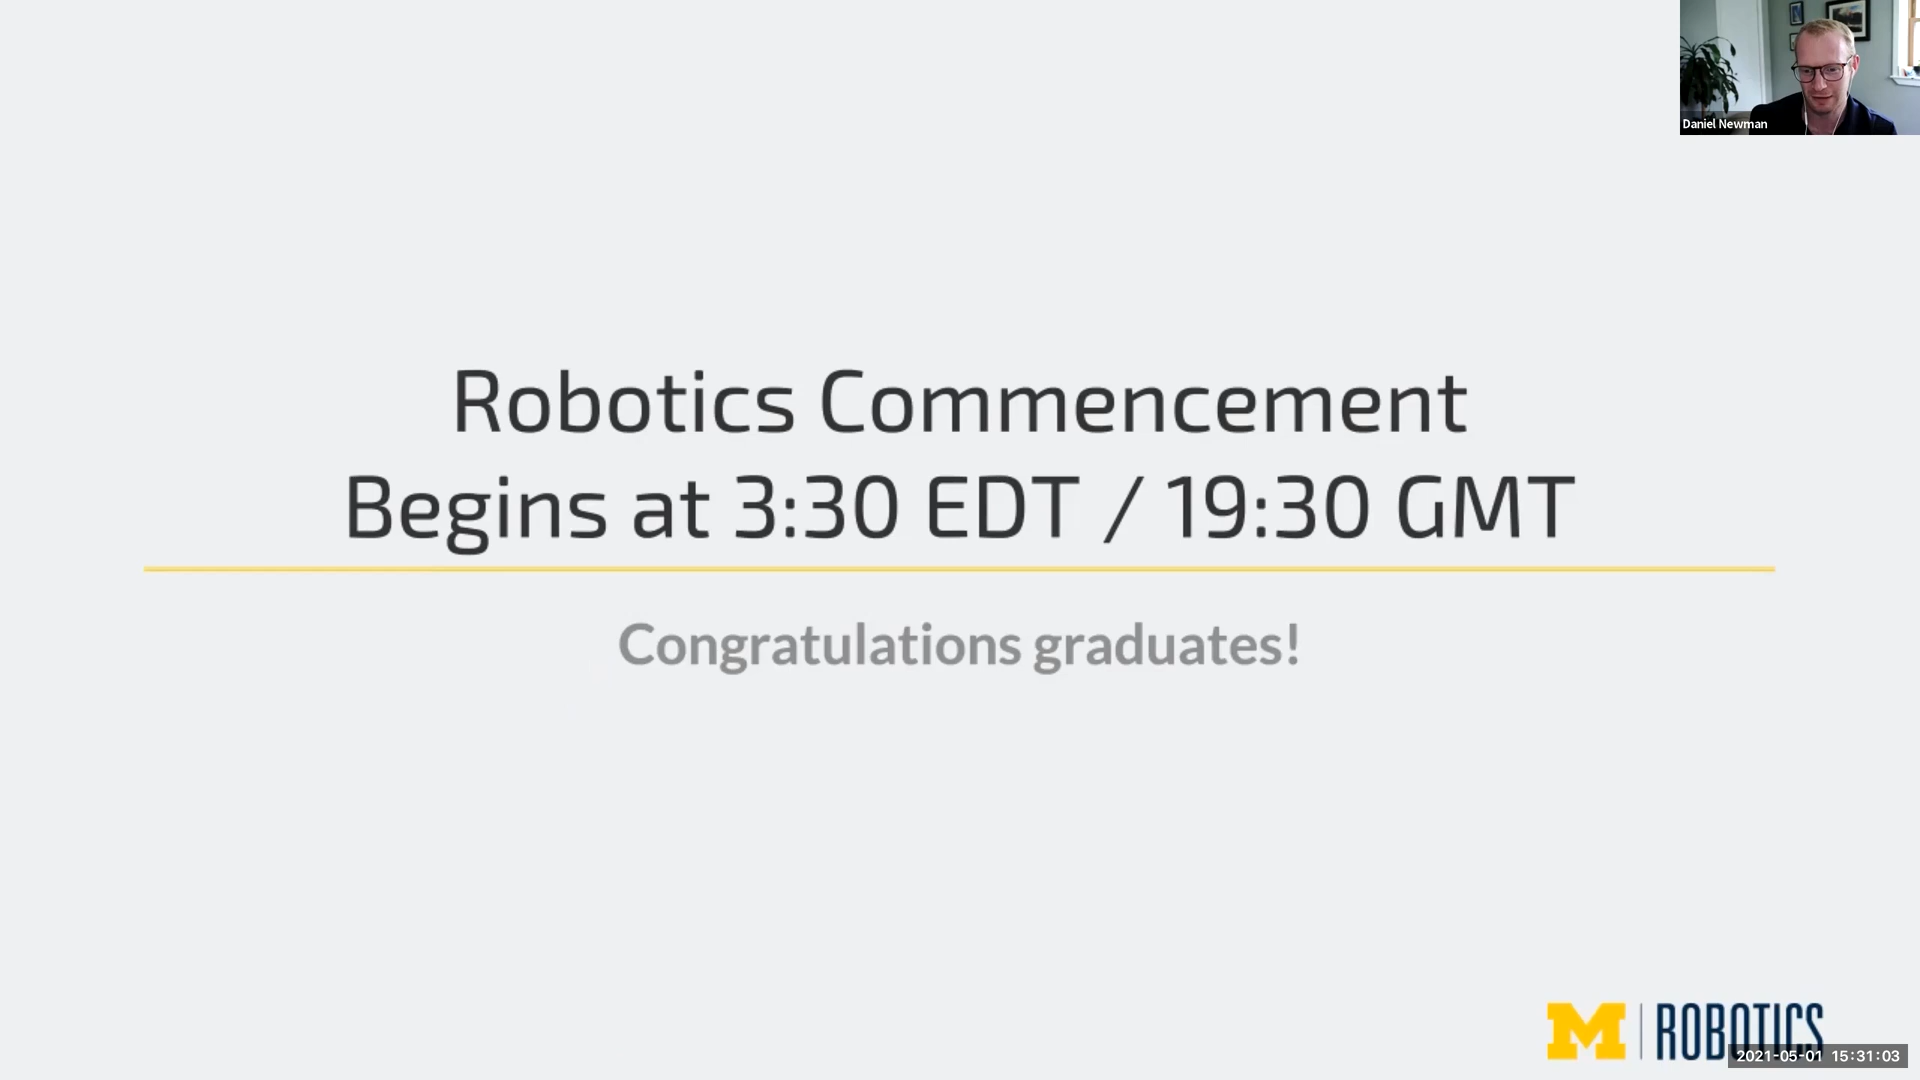 Daniel Newman
Robotics Commencement
Begins at 3:30 EDT / 19:30 GMT
Congratulations graduates!
M ROBOTICS
2021-05-01 15:31:03